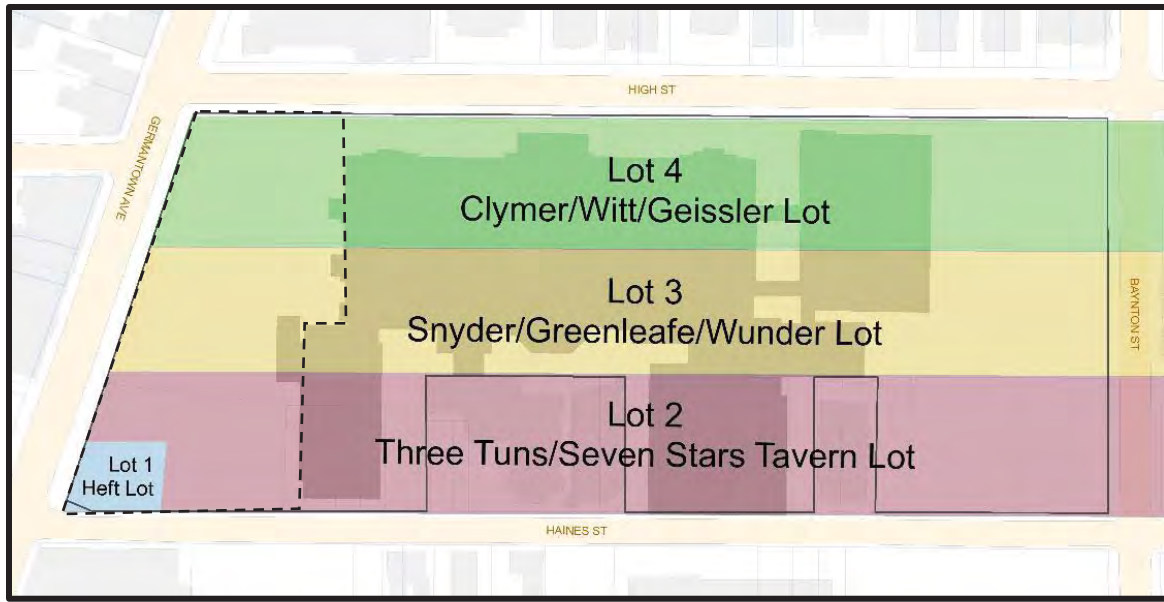 HIGH ST
GERMANTOWN AVE
Lot 4
Clymer/Witt/Geissler Lot
Lot 3
Snyder/Greenleafe/Wunder Lot
BAYNTON ST
Lot 2
Three Tuns/Seven Stars Tavern Lot
Lot 1
Heft Lot
HAINES ST